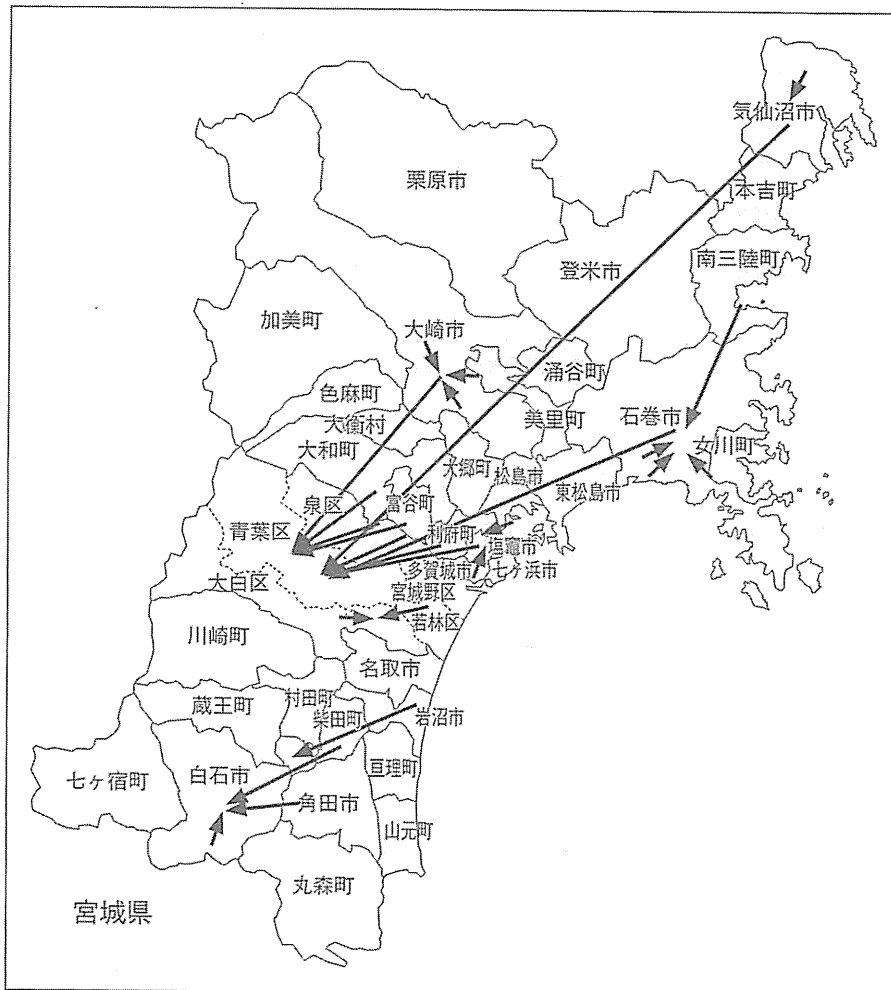 気仙沼市
栗原市
本吉町
登米市
南三陸町
加美町
大崎市
涌谷町
色麻町
美里町
石巻市
大衡村
女川町
大和町
大郷町
松島市
東松島市
泉区
富谷町
青葉区
利府町
塩竈市
多賀城市
七ヶ浜市
大白区
宮城野区
若林区
川崎町
名取市
村田町
蔵王町
柴田町
岩沼市
七ヶ宿町
白石市
亘理町
角田市
山元町
丸森町
宮城県